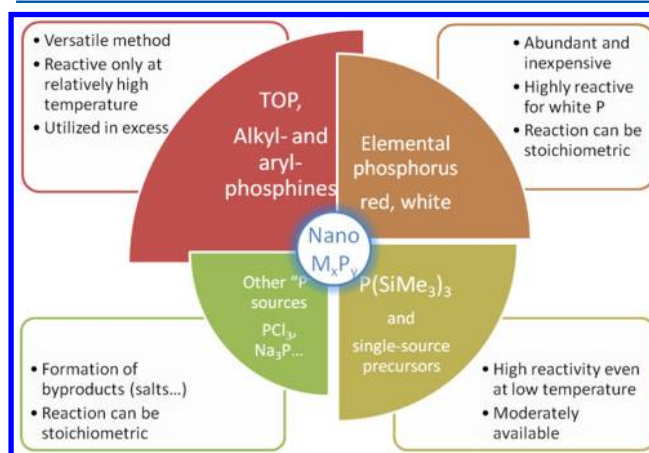 • Versatile method
• Reactive only at
relatively high
temperature
• Utilized in excess
TOP,
Alkyl- and
aryl-
phosphines
• Abundant and
inexpensive
• Highly reactive
for white P
• Reaction can be
stoichiometric
Elemental
phosphorus
red, white
Nano
MₓPᵧ
Other "P"
sources
PCl₃,
Na₃P...
• Formation of
byproducts (salts...)
• Reaction can be
stoichiometric
P(SiMe₃)₃
and
single-source
precursors
• High reactivity even
at low temperature
• Moderately
available